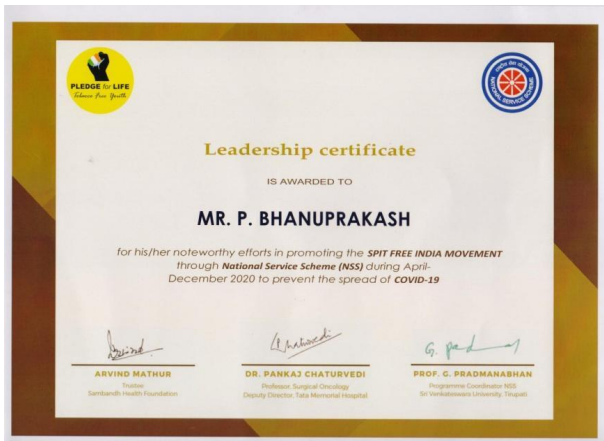 PLEDGE for LIFE
Tobacco Free Youth
NATIONAL SERVICE SCHEME
Leadership certificate
IS AWARDED TO
MR. P. BHANUPRAKASH
for his/her noteworthy efforts in promoting the SPIT FREE INDIA MOVEMENT
through National Service Scheme (NSS) during April-
December 2020 to prevent the spread of COVID-19
ARVIND MATHUR
Trustee
Sambandh Health Foundation
DR. PANKAJ CHATURVEDI
Professor, Surgical Oncology
Deputy Director, Tata Memorial Hospital
G. Pradmanabhan
PROF. G. PRADMANABHAN
Programme Coordinator NSS
Sri Venkateswara University, Tirupati